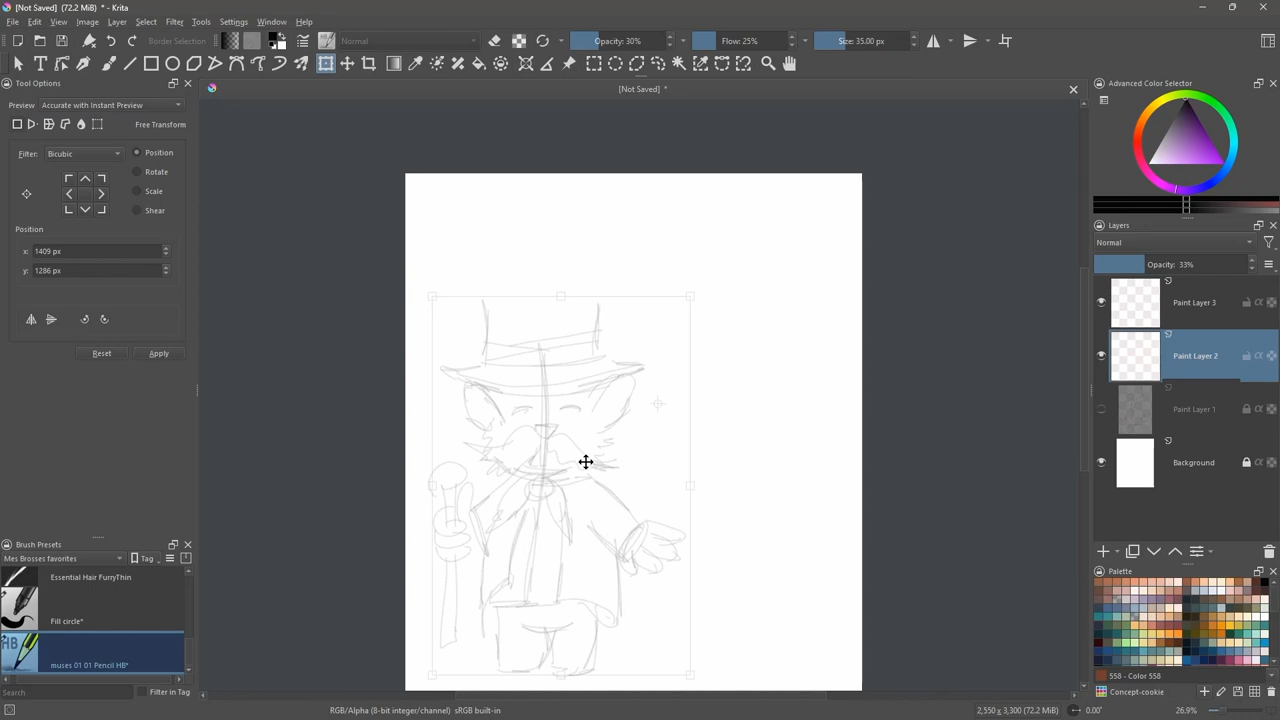 [Not Saved] (72.2 MiB) * - Krita
File Edit View Image Layer Select Filter Tools Settings Window Help
Border Selection
Normal
Opacity: 30%
Flow: 25%
Size: 35.00 px
Tool Options
[Not Saved] *
Advanced Color Selector
Preview Accurate with Instant Preview
Free Transform
Filter: Bicubic
Position
Rotate
Scale
Shear
Position
x: 1409 px
y: 1286 px
Reset Apply
Layers
Normal
Opacity: 33%
Paint Layer 3
Paint Layer 2
Paint Layer 1
Background
Brush Presets
Mes Brosses favorites
Tag
Essential Hair FurryThin
Fill circle*
HB
muses 01 01 Pencil HB*
Search
Filter in Tag
Palette
558 - Color 558
Concept-cookie
RGB/Alpha (8-bit integer/channel) sRGB built-in
2,550 x 3,300 (72.2 MiB)
0.00°
26.9%